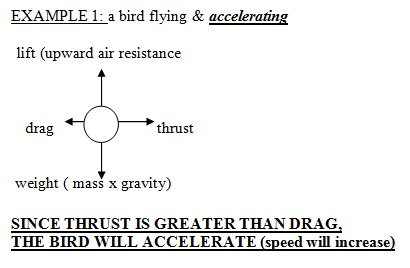 EXAMPLE 1: a bird flying & accelerating
lift (upward air resistance
drag
thrust
weight ( mass x gravity)
SINCE THRUST IS GREATER THAN DRAG,
THE BIRD WILL ACCELERATE (speed will increase)